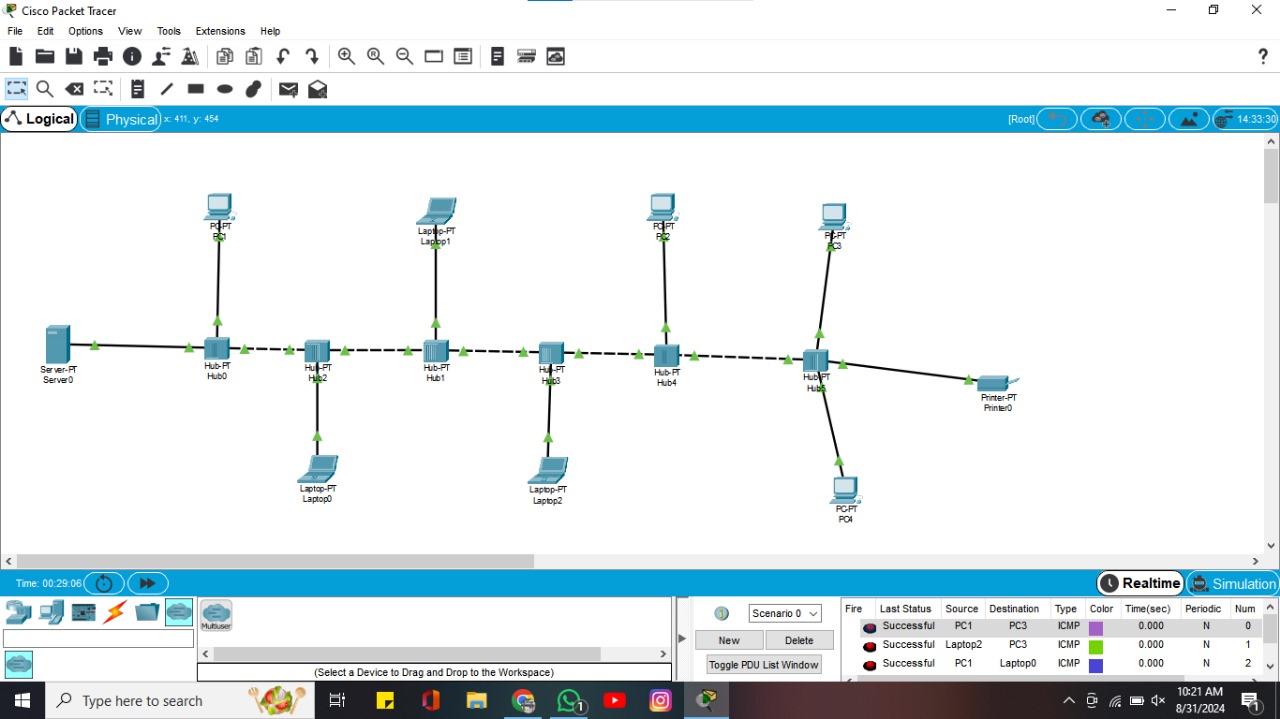 Cisco Packet Tracer
File Edit Options View Tools Extensions Help
Logical Physical x: 411, y: 454 [Root] 14:33:30
PC-PT
PC1
Laptop-PT
Laptop1
PC-PT
PC2
PC-PT
PC3
Server-PT
Server0
Hub-PT
Hub0
Hub-PT
Hub2
Hub-PT
Hub1
Hub-PT
Hub3
Hub-PT
Hub4
Hub-PT
Hub5
Printer-PT
Printer0
Laptop-PT
Laptop0
Laptop-PT
Laptop2
PC-PT
PC4
Time: 00:29:06 Realtime Simulation
Multiuser
(Select a Device to Drag and Drop to the Workspace)
Scenario 0
New Delete
Toggle PDU List Window
Fire Last Status Source Destination Type Color Time(sec) Periodic Num
Successful PC1 PC3 ICMP 0.000 N 0
Successful Laptop2 PC3 ICMP 0.000 N 1
Successful PC1 Laptop0 ICMP 0.000 N 2
Type here to search
1
10:21 AM
8/31/2024
1